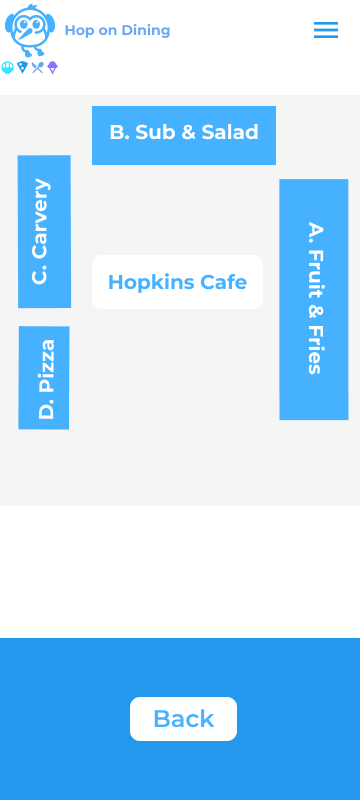 Hop on Dining
B. Sub & Salad
C. Carvery
A. Fruit & Fries
Hopkins Cafe
D. Pizza
Back